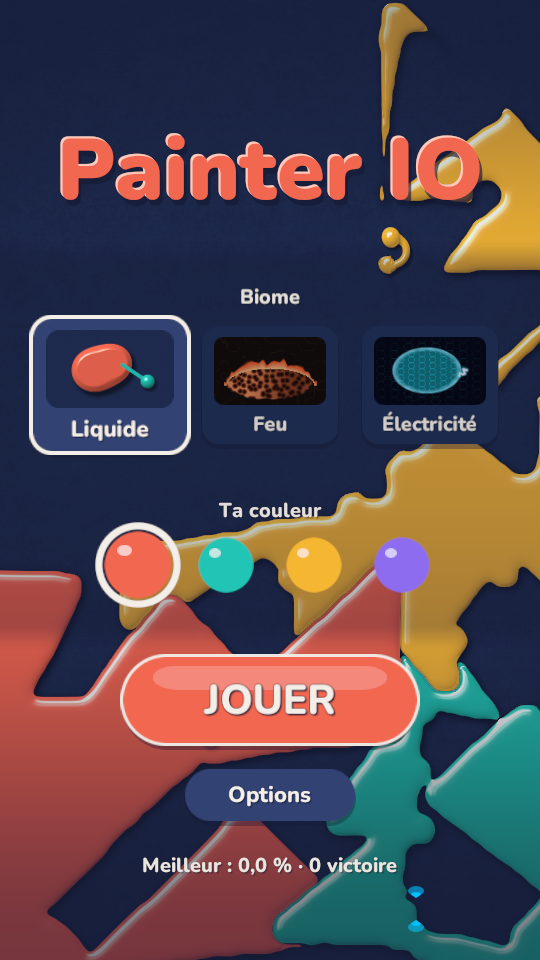 Painter IO
Biome
Liquide
Feu
Électricité
Ta couleur
JOUER
Options
Meilleur : 0,0 % · 0 victoire